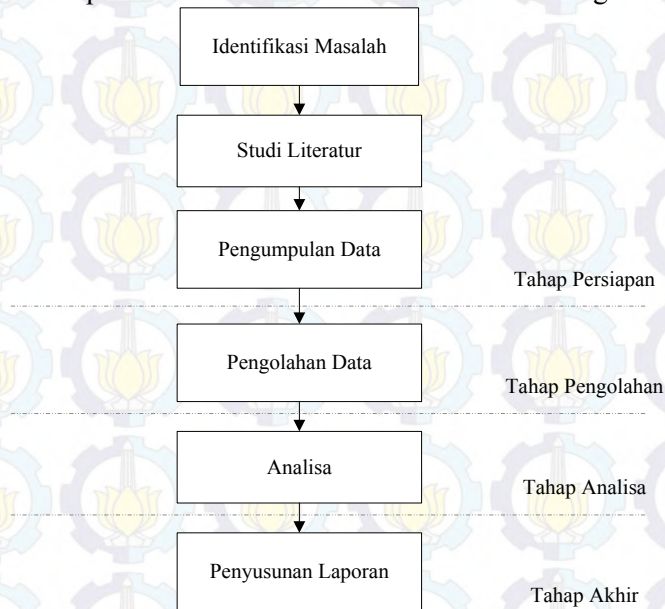 Identifikasi Masalah
Studi Literatur
Pengumpulan Data
Tahap Persiapan
Pengolahan Data
Tahap Pengolahan
Analisa
Tahap Analisa
Penyusunan Laporan
Tahap Akhir